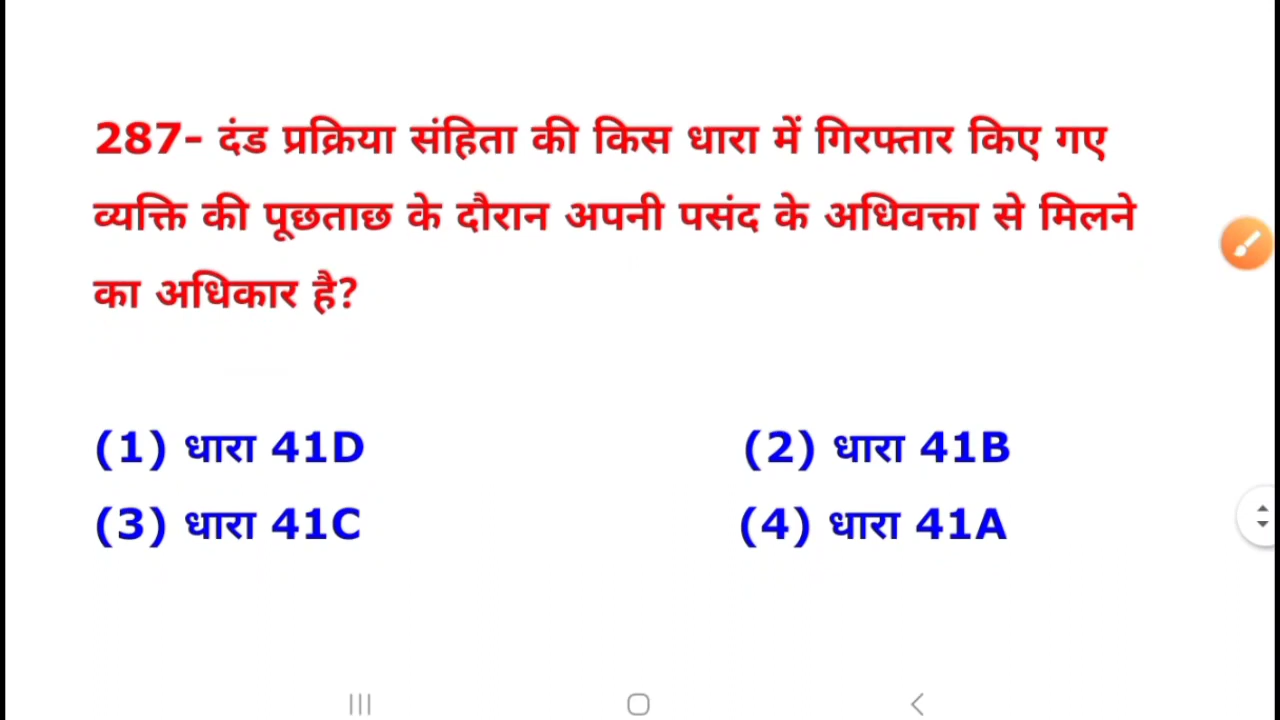 287- दंड प्रक्रिया संहिता की किस धारा में गिरफ्तार किए गए
व्यक्ति की पूछताछ के दौरान अपनी पसंद के अधिवक्ता से मिलने
का अधिकार है?
(1) धारा 41D (2) धारा 41B
(3) धारा 41C (4) धारा 41A